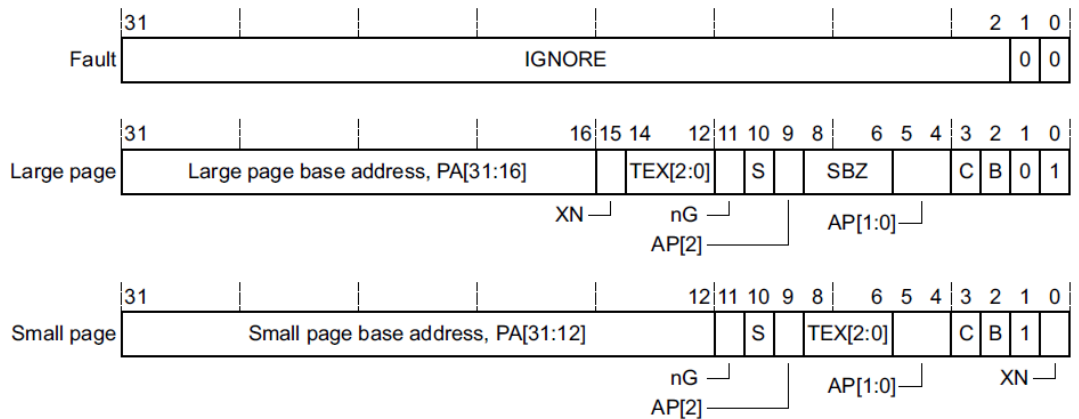 31 2 1 0
Fault IGNORE 0 0
31 16 15 14 12 11 10 9 8 6 5 4 3 2 1 0
Large page Large page base address, PA[31:16] TEX[2:0] S SBZ C B 0 1
XN nG AP[1:0]
AP[2]
31 12 11 10 9 8 6 5 4 3 2 1 0
Small page Small page base address, PA[31:12] S TEX[2:0] C B 1
nG AP[1:0] XN
AP[2]